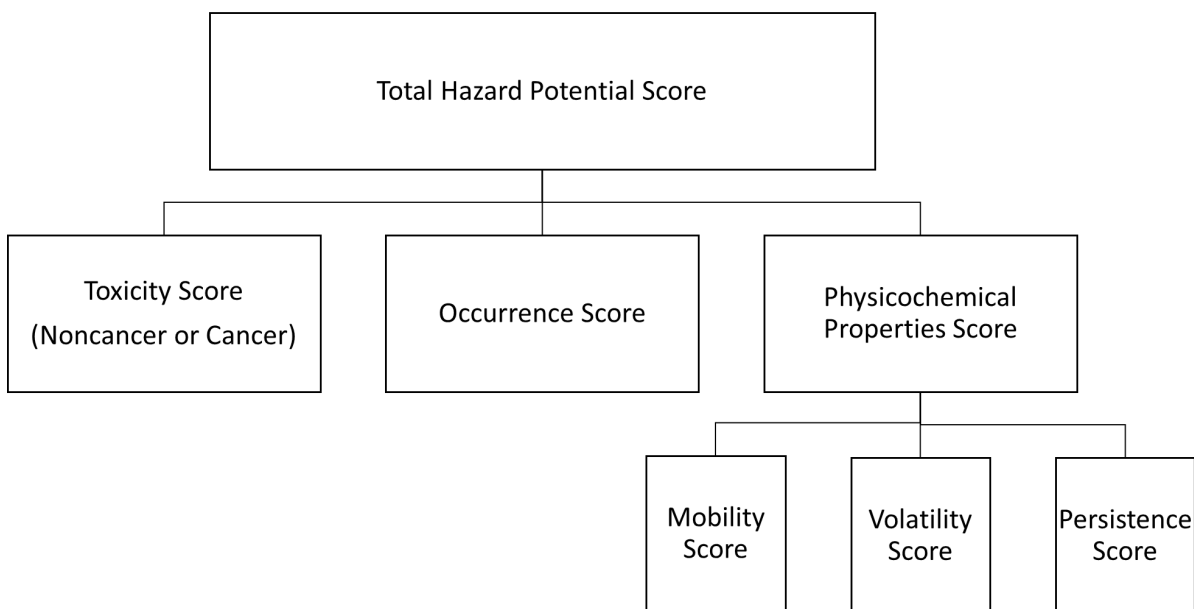 Total Hazard Potential Score
Toxicity Score
(Noncancer or Cancer)
Occurrence Score
Physicochemical
Properties Score
Mobility
Score
Volatility
Score
Persistence
Score